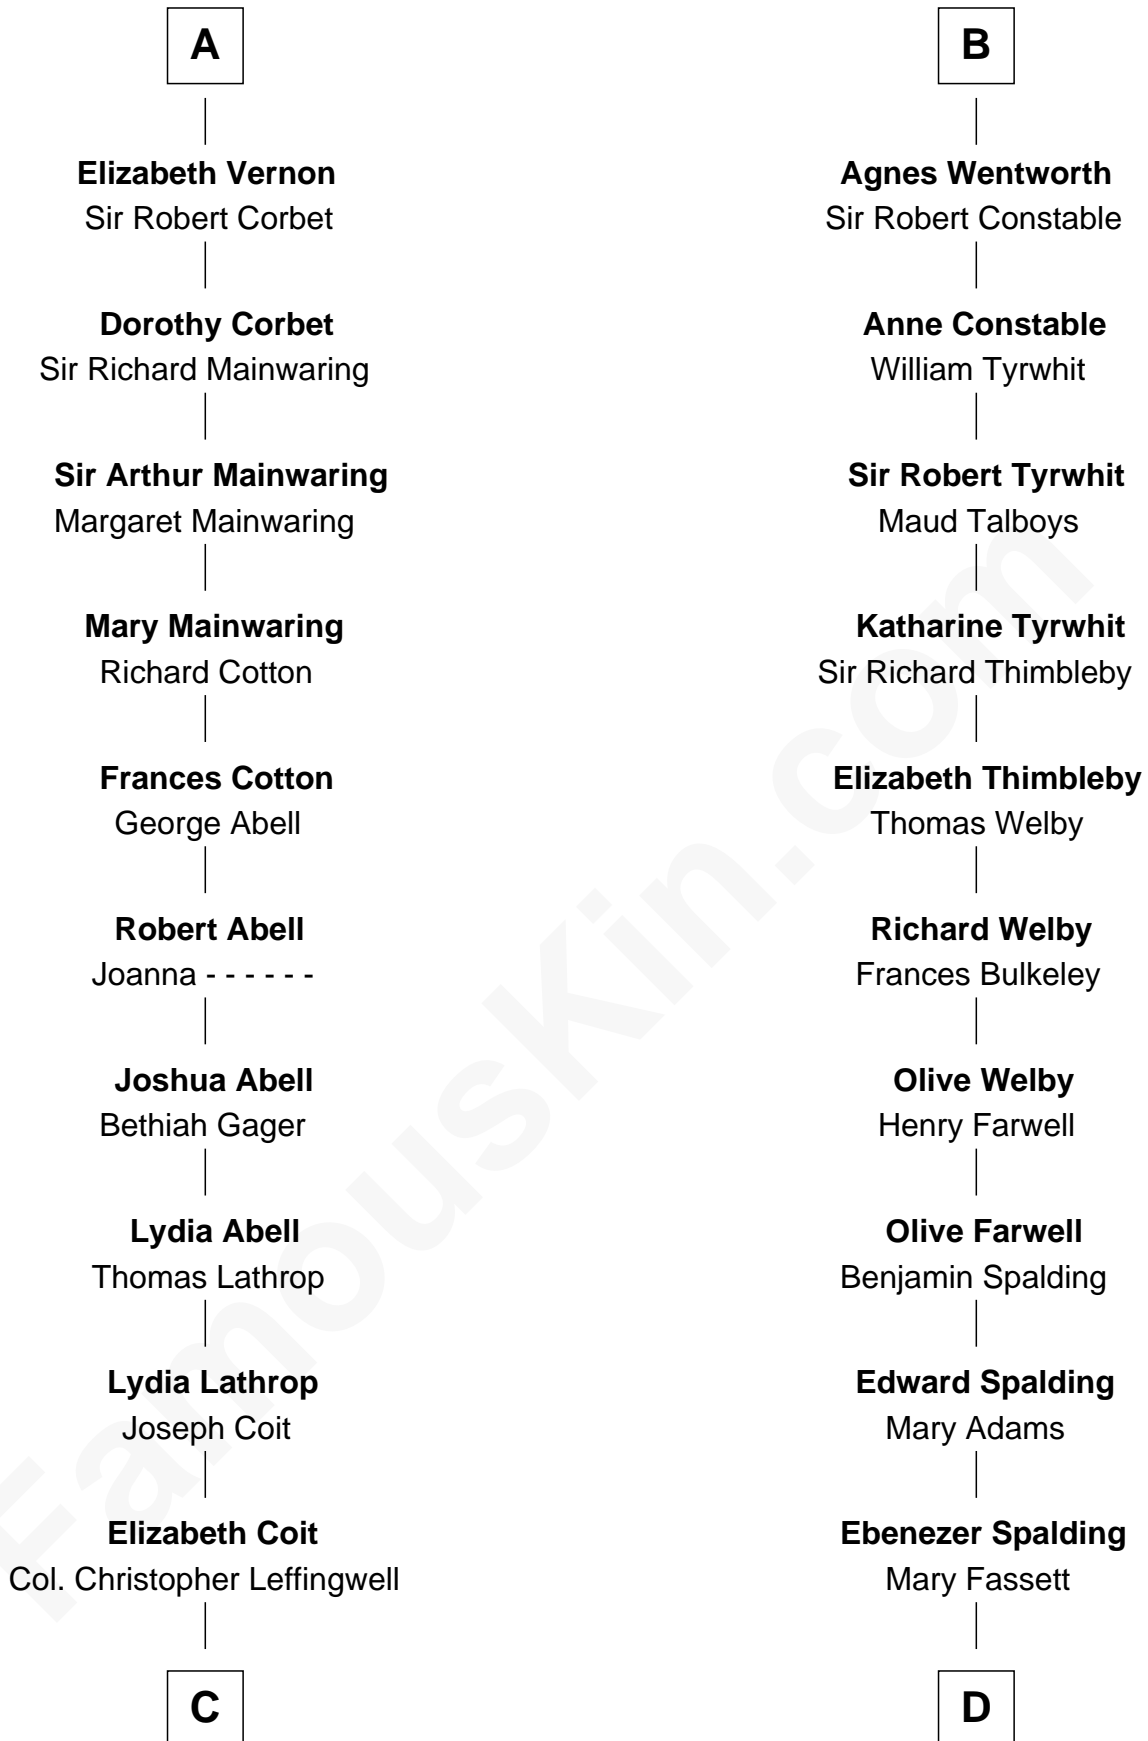 A
Elizabeth Vernon
Sir Robert Corbet
Dorothy Corbet
Sir Richard Mainwaring
Sir Arthur Mainwaring
Margaret Mainwaring
Mary Mainwaring
Richard Cotton
Frances Cotton
George Abell
Robert Abell
Joanna - - - - - -
Joshua Abell
Bethiah Gager
Lydia Abell
Thomas Lathrop
Lydia Lathrop
Joseph Coit
Elizabeth Coit
Col. Christopher Leffingwell
C
B
Agnes Wentworth
Sir Robert Constable
Anne Constable
William Tyrwhit
Sir Robert Tyrwhit
Maud Talboys
Katharine Tyrwhit
Sir Richard Thimbleby
Elizabeth Thimbleby
Thomas Welby
Richard Welby
Frances Bulkeley
Olive Welby
Henry Farwell
Olive Farwell
Benjamin Spalding
Edward Spalding
Mary Adams
Ebenezer Spalding
Mary Fassett
D
FamousKin.com